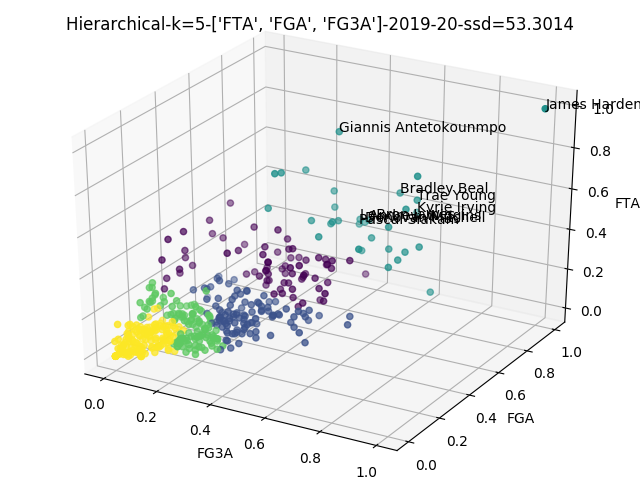 Hierarchical-k=5-['FTA', 'FGA', 'FG3A']-2019-20-ssd=53.3014
James Harden
Giannis Antetokounmpo
Bradley Beal
Trae Young
Kyrie Irving
Pascal Siakam
FTA
1.0
0.8
0.6
0.4
0.2
0.0
FGA
1.0
0.8
0.6
0.4
0.2
0.0
FG3A
0.0
0.2
0.4
0.6
0.8
1.0